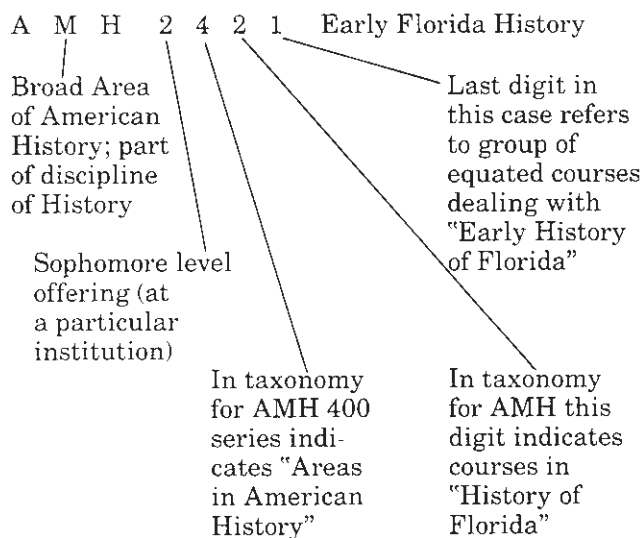 A M H 2 4 2 1 Early Florida History
Broad Area
of American
History; part
of discipline
of History
Last digit in
this case refers
to group of
equated courses
dealing with
"Early History
of Florida"
Sophomore level
offering (at
a particular
institution)
In taxonomy
for AMH 400
series indi-
cates "Areas
in American
History"
In taxonomy
for AMH this
digit indicates
courses in
"History of
Florida"